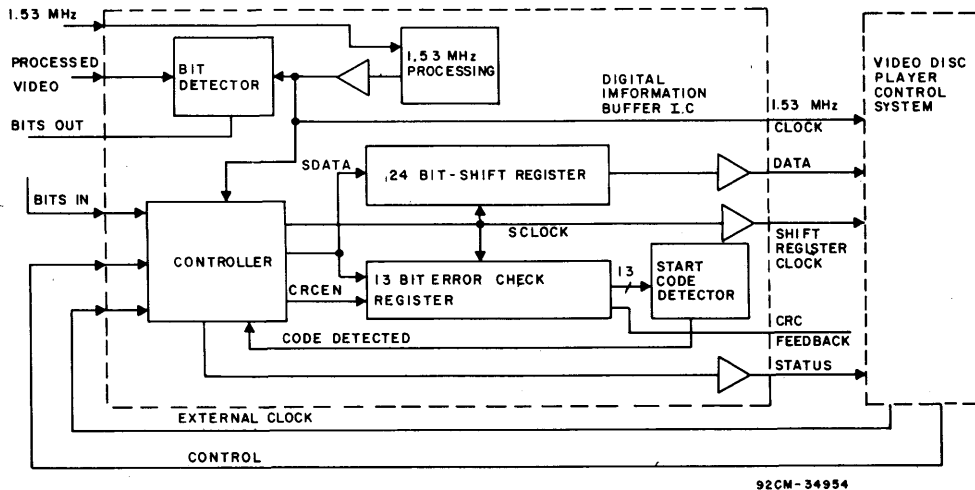 1.53 MHz
PROCESSED
VIDEO
BIT
DETECTOR
1.53 MHz
PROCESSING
DIGITAL
IMFORMATION
BUFFER I.C
VIDEO DISC
PLAYER
CONTROL
SYSTEM
1.53 MHz
CLOCK
BITS OUT
SDATA
24 BIT-SHIFT REGISTER
DATA
BITS IN
CONTROLLER
SCLOCK
SHIFT
REGISTER
CLOCK
CRCEN
13 BIT ERROR CHECK
REGISTER
13
START
CODE
DETECTOR
CODE DETECTED
CRC
FEEDBACK
STATUS
EXTERNAL CLOCK
CONTROL
92CM-34954